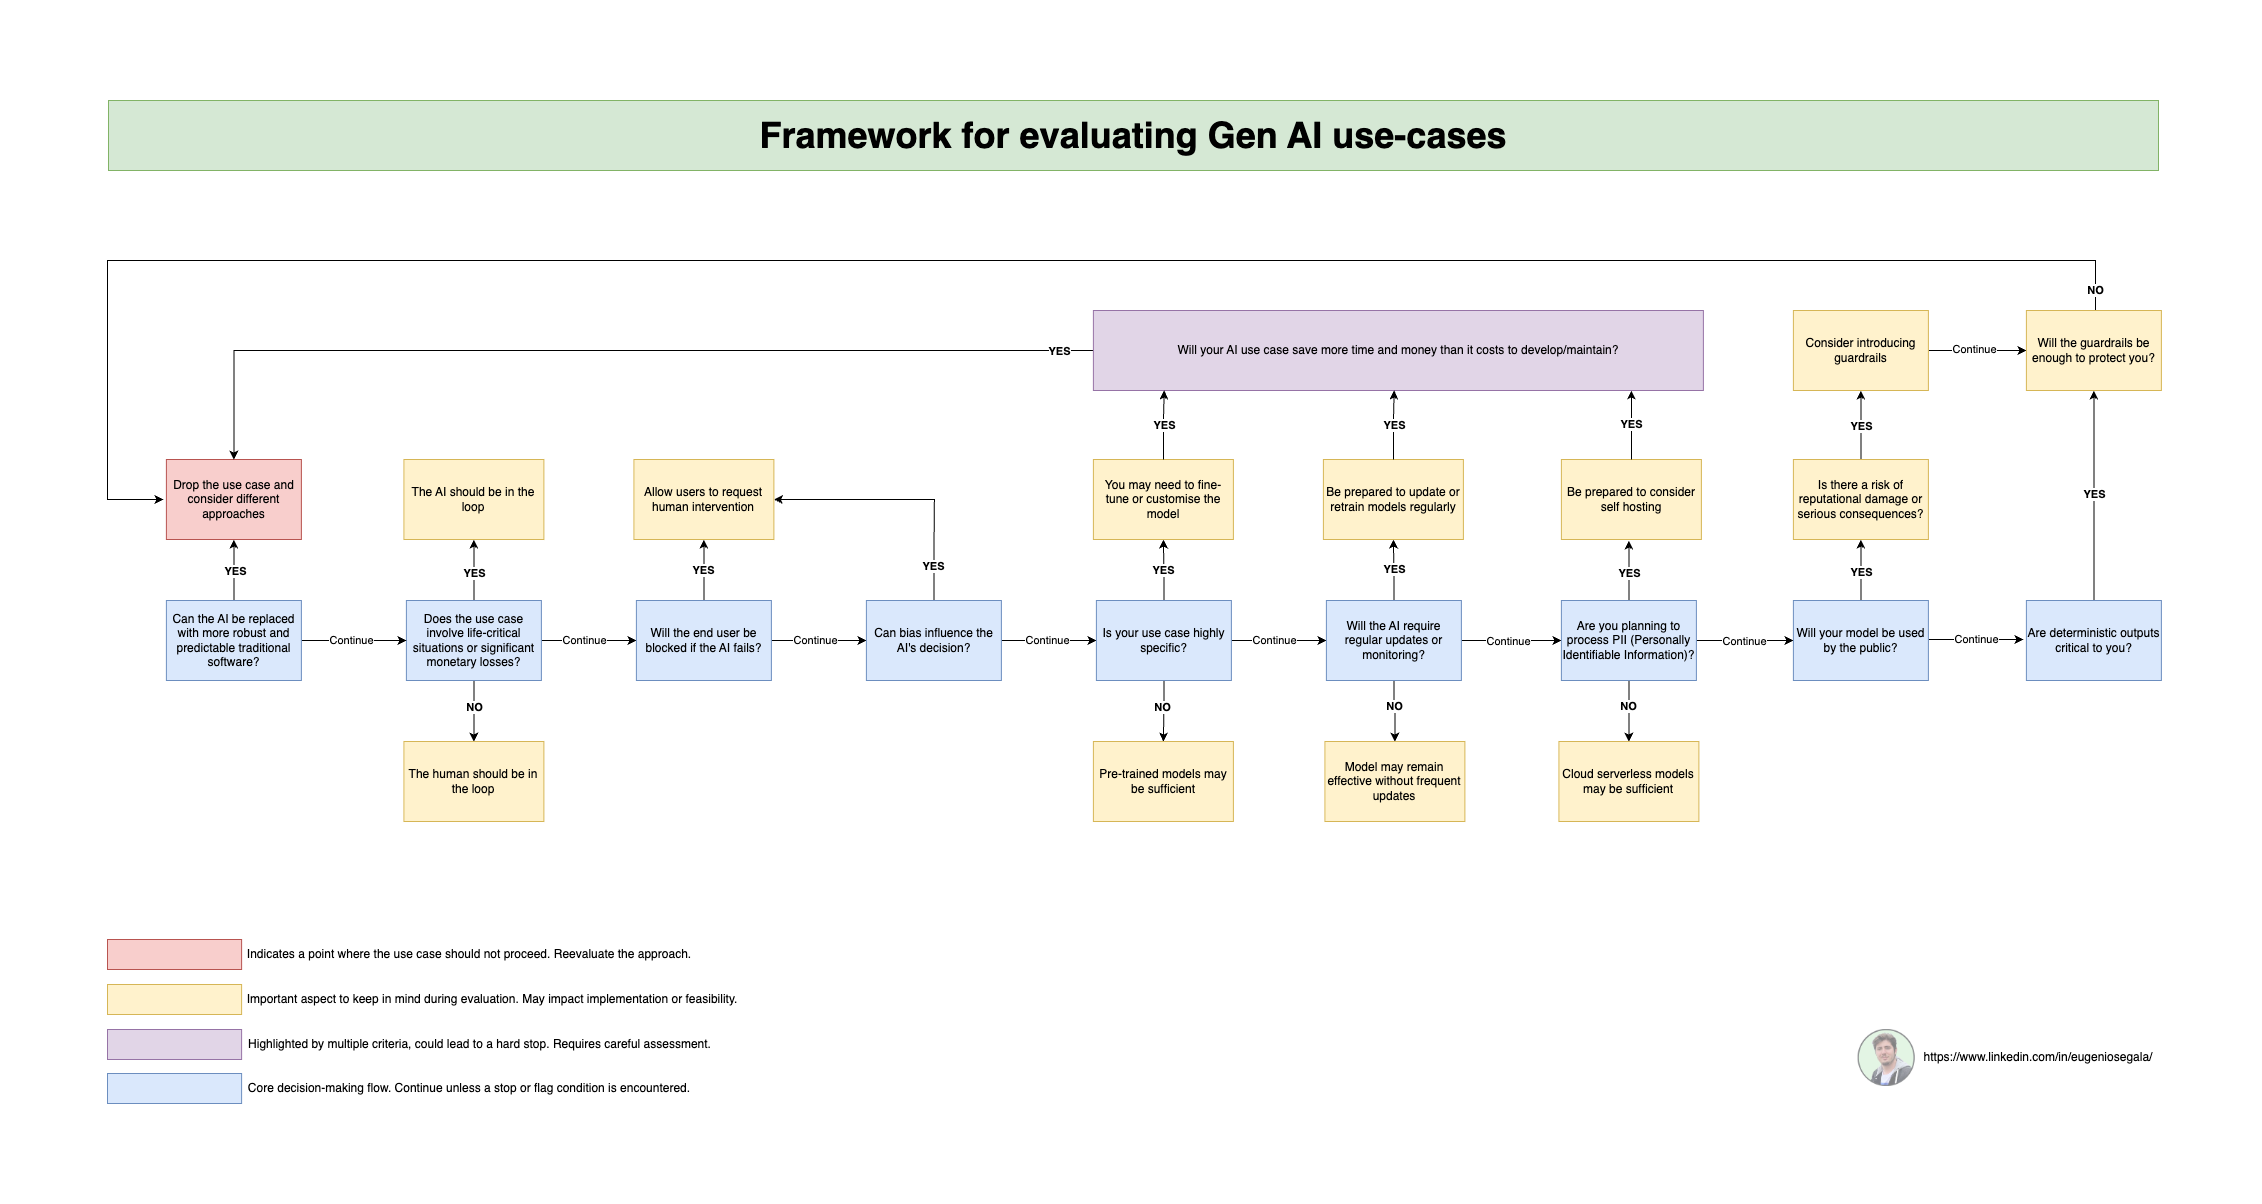 Framework for evaluating Gen AI use-cases
NO
Will your AI use case save more time and money than it costs to develop/maintain?
YES
Consider introducing
guardrails
Continue
Will the guardrails be
enough to protect you?
YES
YES
YES
YES
Drop the use case and
consider different
approaches
The AI should be in the
loop
Allow users to request
human intervention
You may need to fine-
tune or customise the
model
Be prepared to update or
retrain models regularly
Be prepared to consider
self hosting
Is there a risk of
reputational damage or
serious consequences?
YES
YES
YES
YES
YES
YES
YES
YES
YES
Can the AI be replaced
with more robust and
predictable traditional
software?
Continue
Does the use case
involve life-critical
situations or significant
monetary losses?
Continue
Will the end user be
blocked if the AI fails?
Continue
Can bias influence the
AI's decision?
Continue
Is your use case highly
specific?
Continue
Will the AI require
regular updates or
monitoring?
Continue
Are you planning to
process PII (Personally
Identifiable Information)?
Continue
Will your model be used
by the public?
Continue
Are deterministic outputs
critical to you?
NO
NO
NO
NO
The human should be in
the loop
Pre-trained models may
be sufficient
Model may remain
effective without frequent
updates
Cloud serverless models
may be sufficient
Indicates a point where the use case should not proceed. Reevaluate the approach.
Important aspect to keep in mind during evaluation. May impact implementation or feasibility.
Highlighted by multiple criteria, could lead to a hard stop. Requires careful assessment.
Core decision-making flow. Continue unless a stop or flag condition is encountered.
https://www.linkedin.com/in/eugeniosegala/